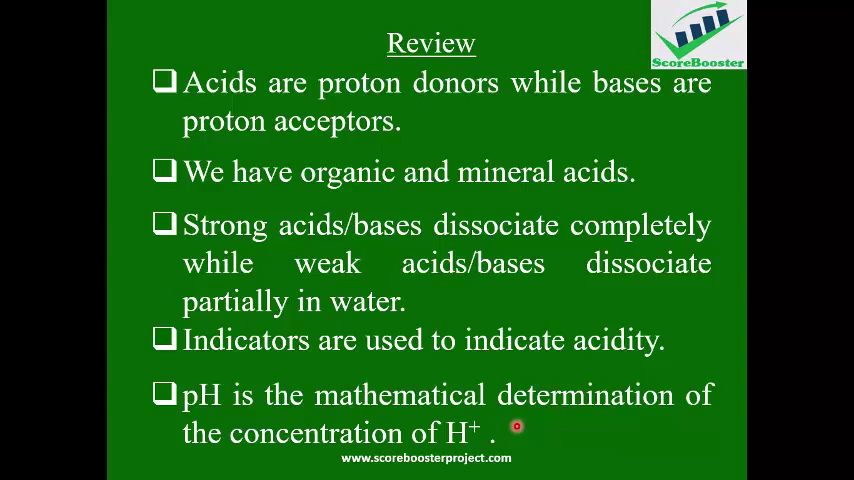 Review
ScoreBooster
❑Acids are proton donors while bases are
proton acceptors.
❑We have organic and mineral acids.
❑Strong acids/bases dissociate completely
while weak acids/bases dissociate
partially in water.
❑Indicators are used to indicate acidity.
❑pH is the mathematical determination of
the concentration of H⁺ .
www.scoreboosterproject.com